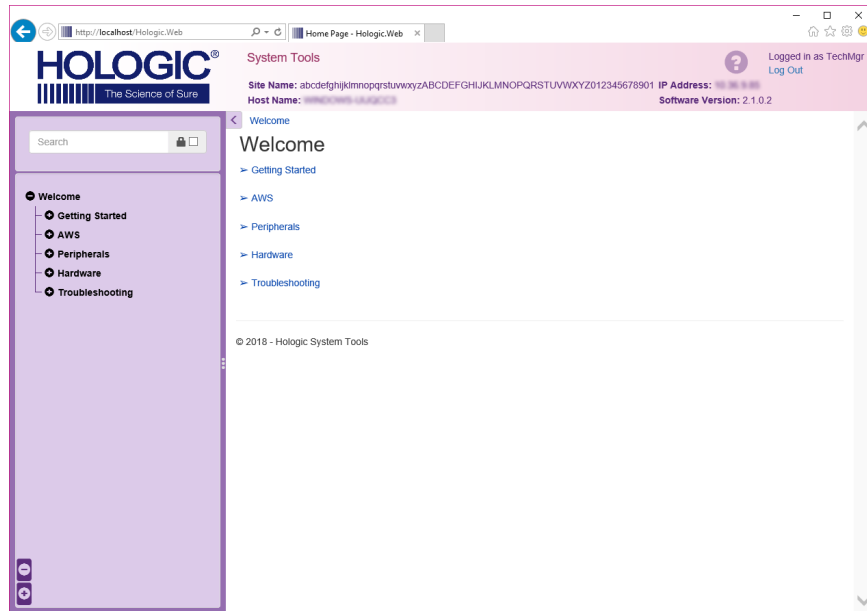 http://localhost/Hologic.Web
Home Page - Hologic.Web
HOLOGIC®
The Science of Sure
System Tools
Logged in as TechMgr
Log Out
Site Name: abcdefghijklmnopqrstuvwxyzABCDEFGHIJKLMNOPQRSTUVWXYZ012345678901 IP Address:
Host Name:
Software Version: 2.1.0.2
Search
Welcome
Getting Started
AWS
Peripherals
Hardware
Troubleshooting
Welcome
Welcome
➢ Getting Started
➢ AWS
➢ Peripherals
➢ Hardware
➢ Troubleshooting
© 2018 - Hologic System Tools